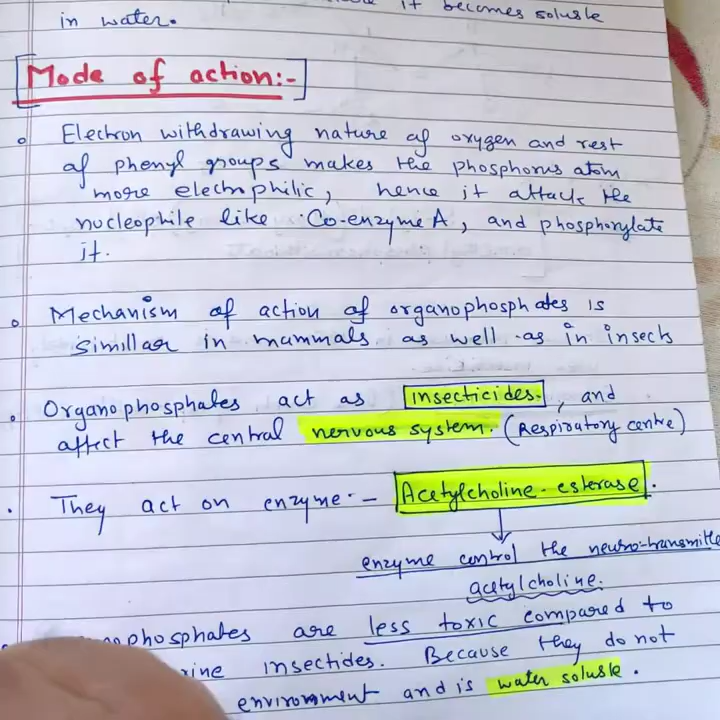 it becomes soluble
in water.
Mode of action:-
Electron withdrawing nature of oxygen and rest
of phenyl groups makes the phosphorus atom
more electrophilic, hence it attack the
nucleophile like Co-enzyme A, and phosphorylate
it.
Mechanism of action of organophosphates is
simillar in mammals as well as in insects
Organophosphates act as insecticides, and
affect the central nervous system. (Respiratory centre)
They act on enzyme - Acetylcholine-esterase.
enzyme control the neuro-transmitte
acetylcholine.
ophosphates are less toxic compared to
rine insectides. Because they do not
environment and is water soluble.